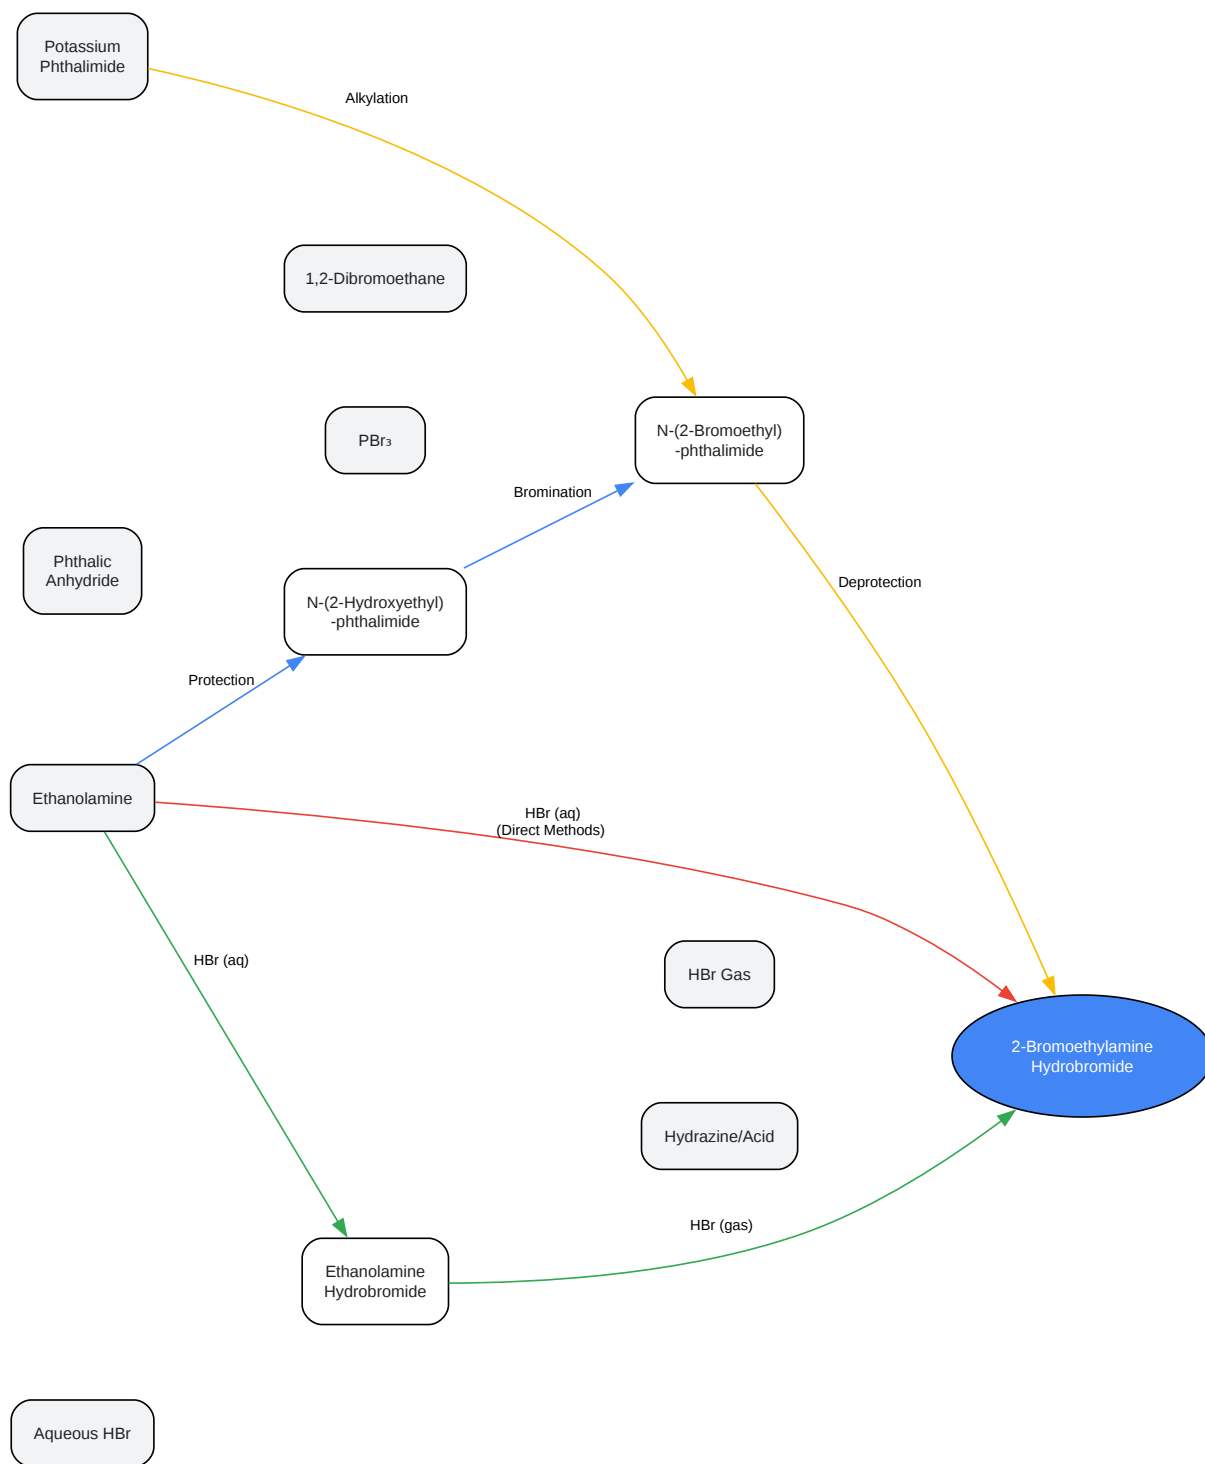 Potassium
Phthalimide
Alkylation
1,2-Dibromoethane
PBr₃
N-(2-Bromoethyl)
-phthalimide
Bromination
Phthalic
Anhydride
N-(2-Hydroxyethyl)
-phthalimide
Deprotection
Protection
Ethanolamine
HBr (aq)
(Direct Methods)
HBr (aq)
HBr Gas
2-Bromoethylamine
Hydrobromide
Hydrazine/Acid
HBr (gas)
Ethanolamine
Hydrobromide
Aqueous HBr